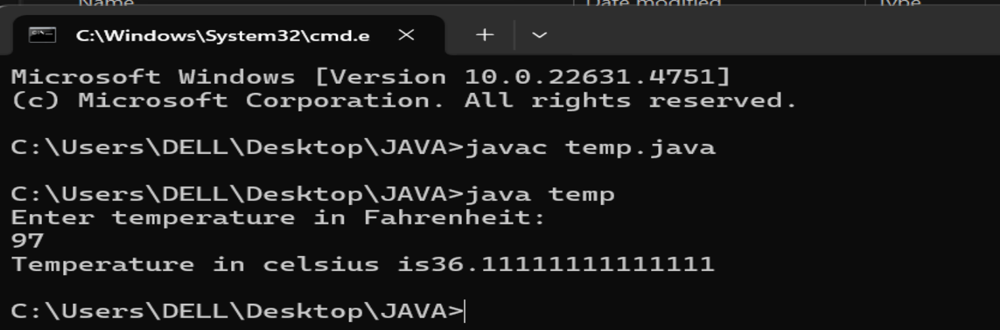 Name Date modified Type
C:\Windows\System32\cmd.e
Microsoft Windows [Version 10.0.22631.4751]
(c) Microsoft Corporation. All rights reserved.
C:\Users\DELL\Desktop\JAVA>javac temp.java
C:\Users\DELL\Desktop\JAVA>java temp
Enter temperature in Fahrenheit:
97
Temperature in celsius is36.11111111111111
C:\Users\DELL\Desktop\JAVA>